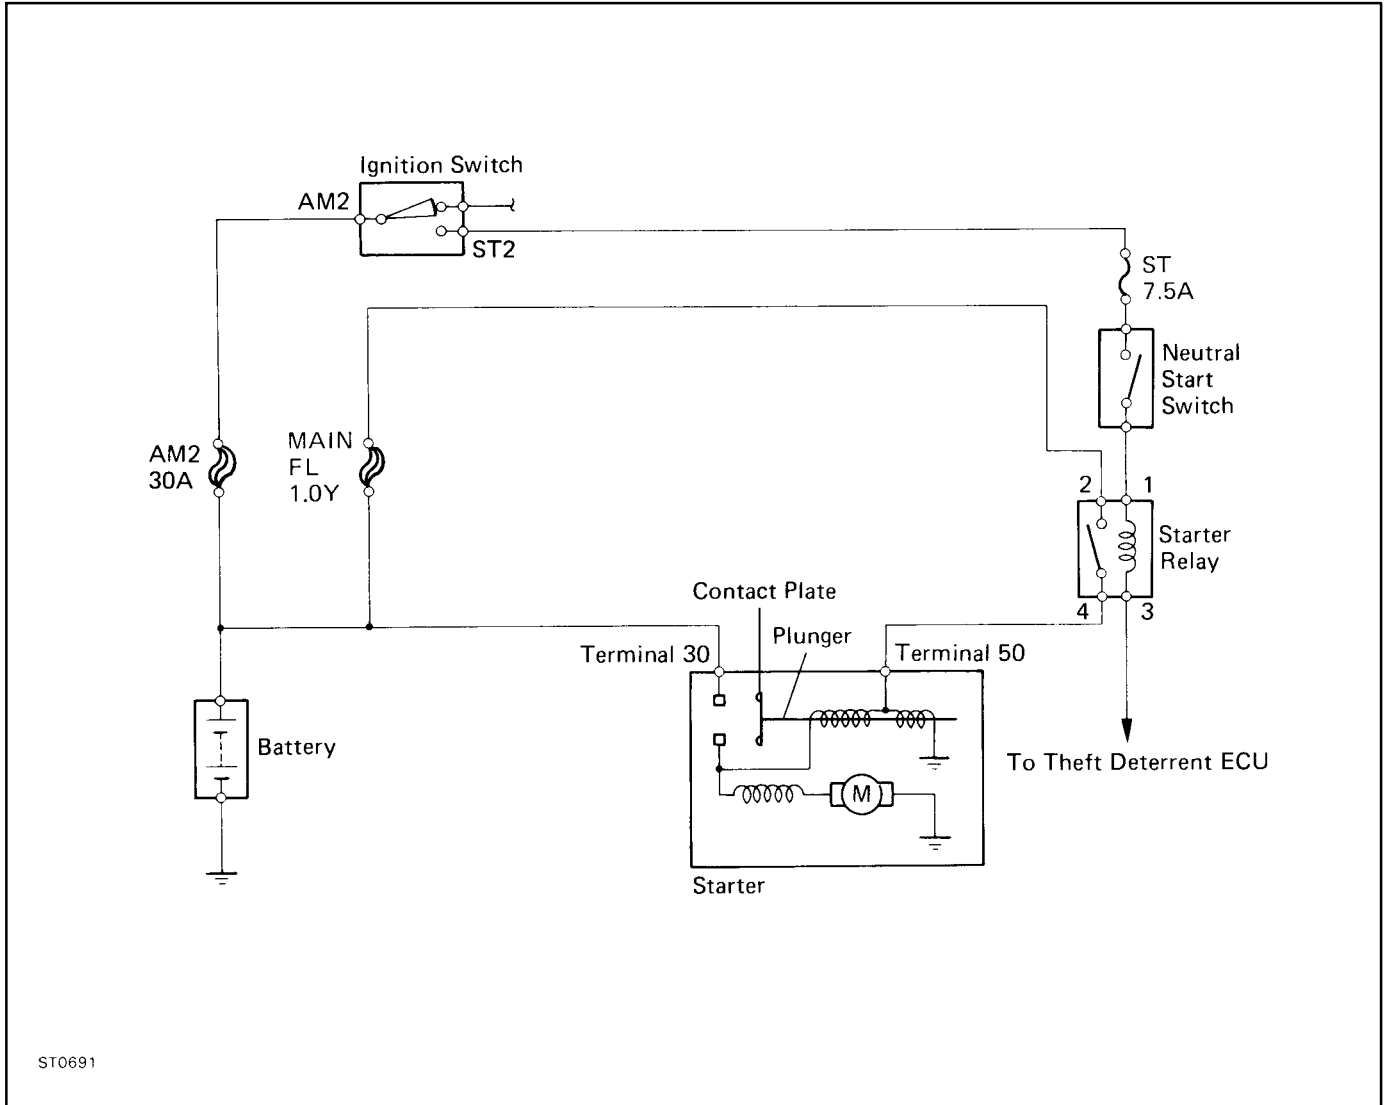 Ignition Switch
AM2
ST2
ST
7.5A
Neutral
Start
Switch
AM2
30A
MAIN
FL
1.0Y
2
1
Starter
Relay
4
3
Contact Plate
Plunger
Terminal 30
Terminal 50
Battery
To Theft Deterrent ECU
M
Starter
ST0691